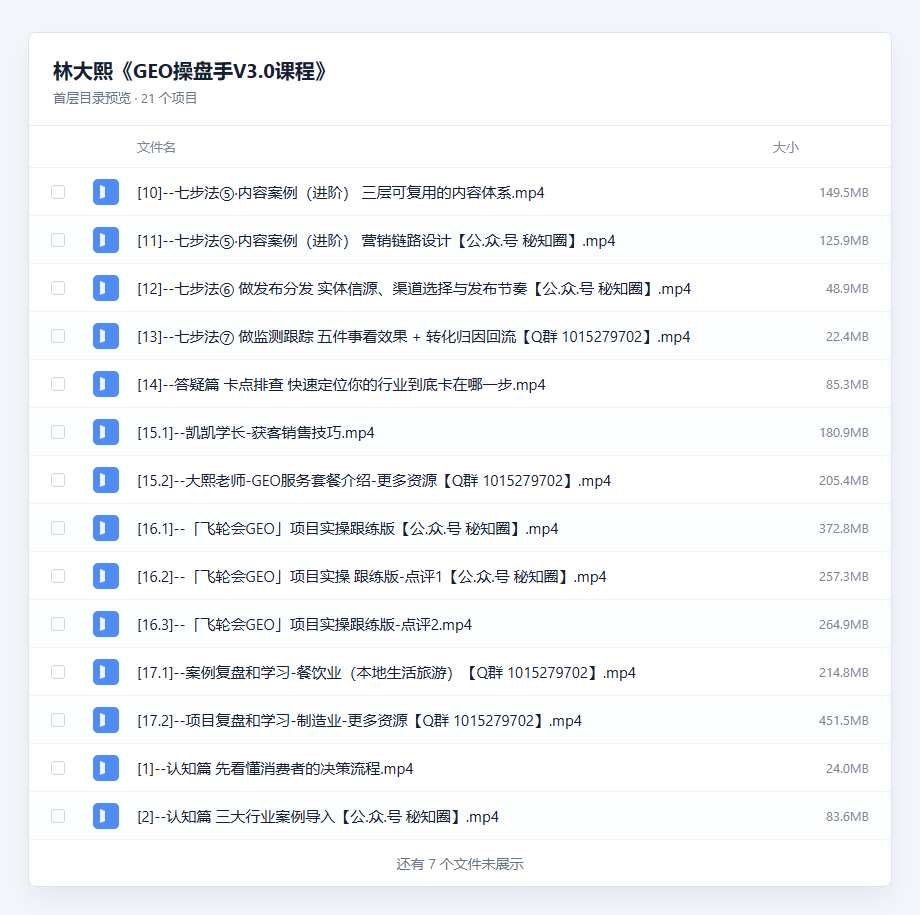 林大熙《GEO操盘手V3.0课程》
首层目录预览 · 21 个项目
文件名 大小
[10]--七步法⑤·内容案例（进阶） 三层可复用的内容体系.mp4 149.5MB
[11]--七步法⑤·内容案例（进阶） 营销链路设计【公.众.号 秘知圈】.mp4 125.9MB
[12]--七步法⑥ 做发布分发 实体信源、渠道选择与发布节奏【公.众.号 秘知圈】.mp4 48.9MB
[13]--七步法⑦ 做监测跟踪 五件事看效果 + 转化归因回流【Q群 1015279702】.mp4 22.4MB
[14]--答疑篇 卡点排查 快速定位你的行业到底卡在哪一步.mp4 85.3MB
[15.1]--凯凯学长-获客销售技巧.mp4 180.9MB
[15.2]--大熙老师-GEO服务套餐介绍-更多资源【Q群 1015279702】.mp4 205.4MB
[16.1]--「飞轮会GEO」项目实操跟练版【公.众.号 秘知圈】.mp4 372.8MB
[16.2]--「飞轮会GEO」项目实操 跟练版-点评1【公.众.号 秘知圈】.mp4 257.3MB
[16.3]--「飞轮会GEO」项目实操跟练版-点评2.mp4 264.9MB
[17.1]--案例复盘和学习-餐饮业（本地生活旅游）【Q群 1015279702】.mp4 214.8MB
[17.2]--项目复盘和学习-制造业-更多资源【Q群 1015279702】.mp4 451.5MB
[1]--认知篇 先看懂消费者的决策流程.mp4 24.0MB
[2]--认知篇 三大行业案例导入【公.众.号 秘知圈】.mp4 83.6MB
还有 7 个文件未展示